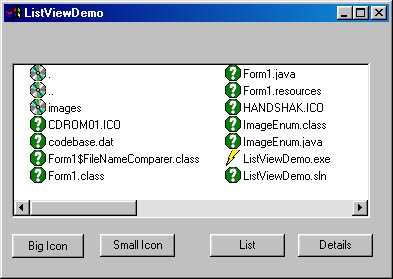 ListViewDemo
.
..
images
CDROM01.ICO
codebase.dat
Form1$FileNameComparer.class
Form1.class
Form1.java
Form1.resources
HANDSHAK.ICO
ImageEnum.class
ImageEnum.java
ListViewDemo.exe
ListViewDemo.sln
Big Icon
Small Icon
List
Details